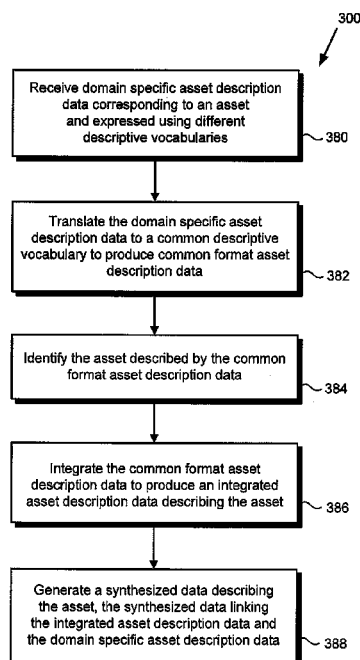 300
Receive domain specific asset description
data corresponding to an asset
and expressed using different
descriptive vocabularies
380
Translate the domain specific asset
description data to a common descriptive
vocabulary to produce common format asset
description data
382
Identify the asset described by the common
format asset description data
384
Integrate the common format asset
description data to produce an integrated
asset description data describing the asset
386
Generate a synthesized data describing
the asset, the synthesized data linking
the integrated asset description data and
the domain specific asset description data
388